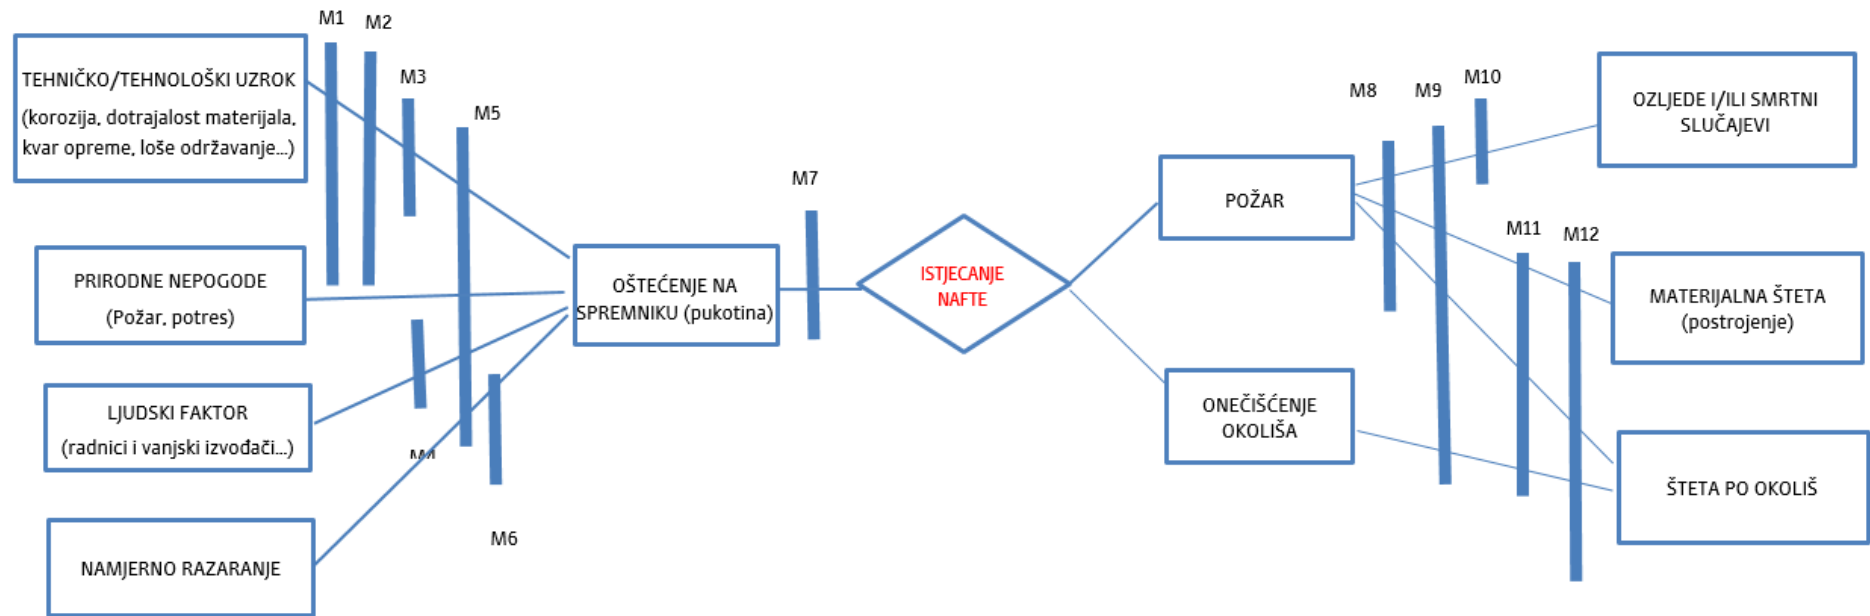 M1
M2
M3
M5
TEHNIČKO/TEHNOLOŠKI UZROK
(korozija, dotrajalost materijala,
kvar opreme, loše održavanje...)
PRIRODNE NEPOGODE
(Požar, potres)
LJUDSKI FAKTOR
(radnici i vanjski izvođači...)
NAMJERNO RAZARANJE
M6
OŠTEĆENJE NA
SPREMNIKU (pukotina)
M7
ISTJECANJE
NAFTE
POŽAR
ONEČIŠĆENJE
OKOLIŠA
M8
M9
M10
M11
M12
OZLJEDE I/ILI SMRTNI
SLUČAJEVI
MATERIJALNA ŠTETA
(postrojenje)
ŠTETA PO OKOLIŠ